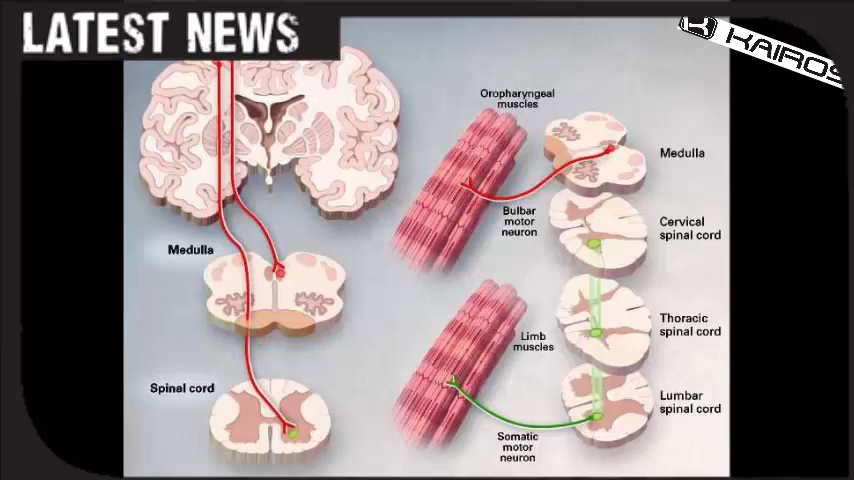 LATEST NEWS
KAIROS
Oropharyngeal
muscles
Medulla
Bulbar
motor
neuron
Cervical
spinal cord
Medulla
Thoracic
spinal cord
Limb
muscles
Spinal cord
Lumbar
spinal cord
Somatic
motor
neuron